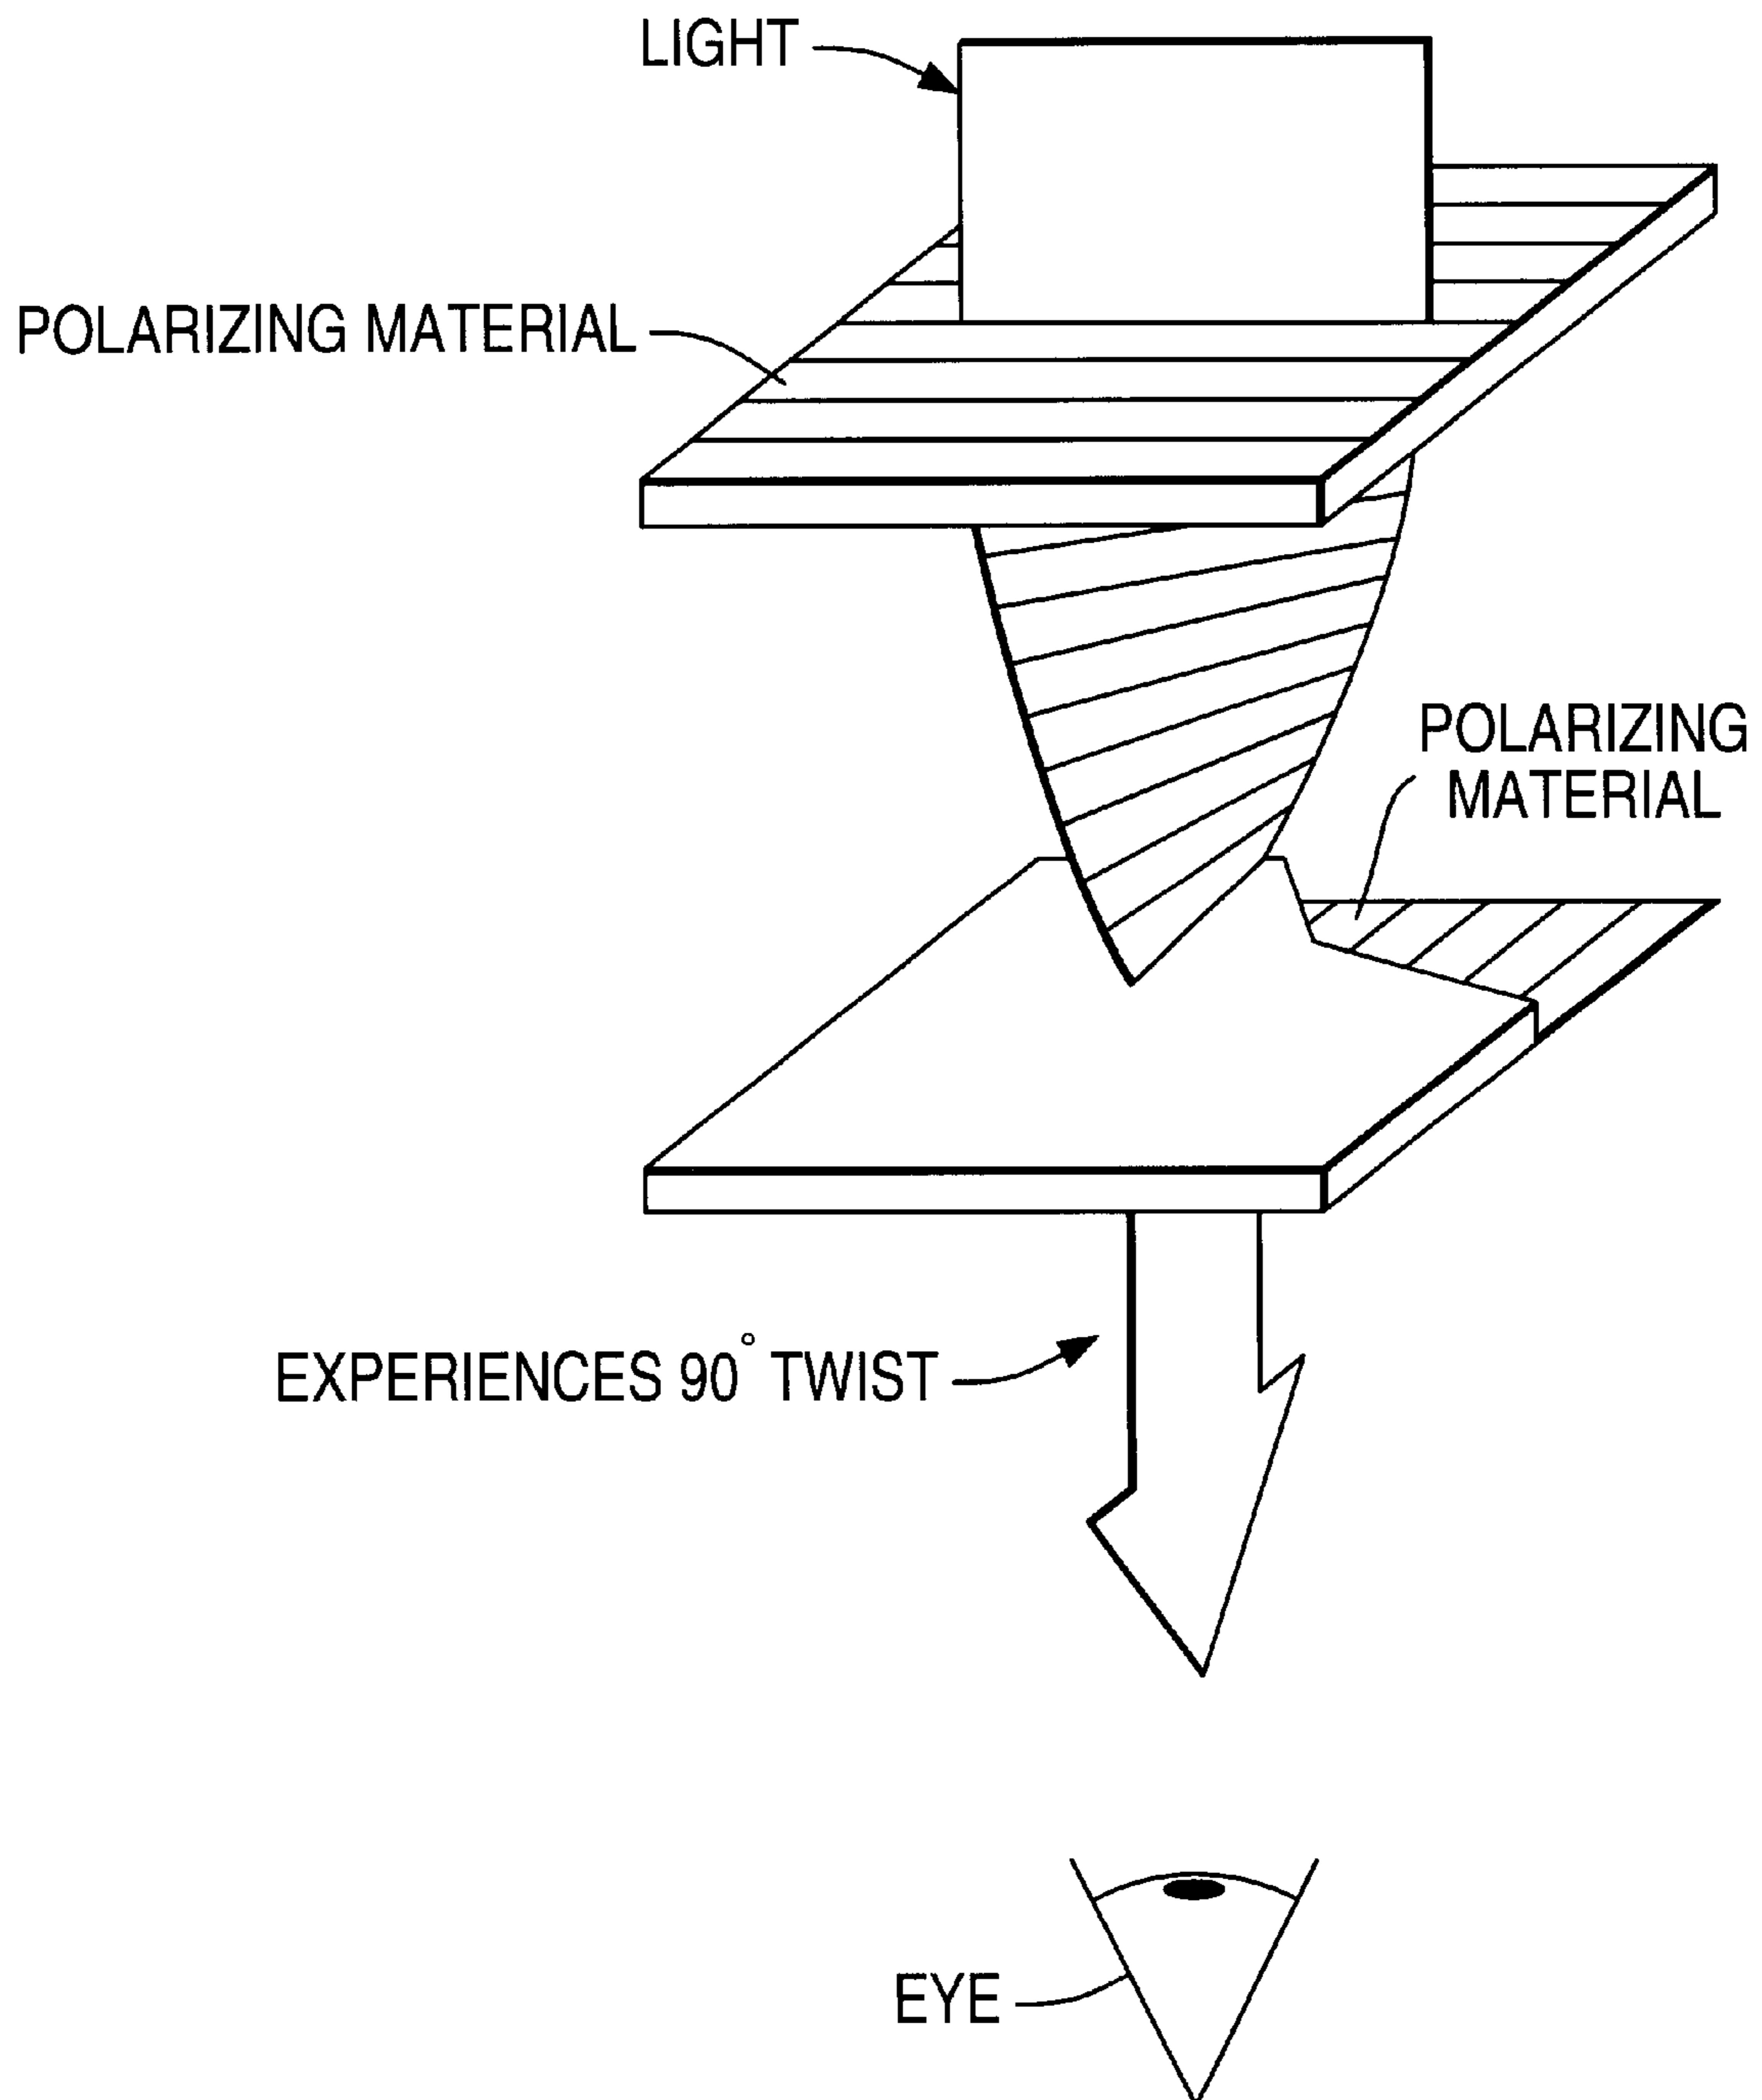 LIGHT
POLARIZING MATERIAL
POLARIZING
MATERIAL
EXPERIENCES 90° TWIST
EYE